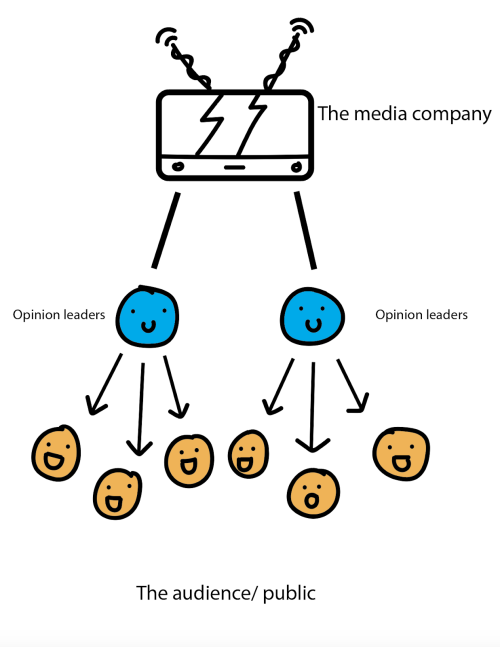 The media company
Opinion leaders
Opinion leaders
The audience/ public